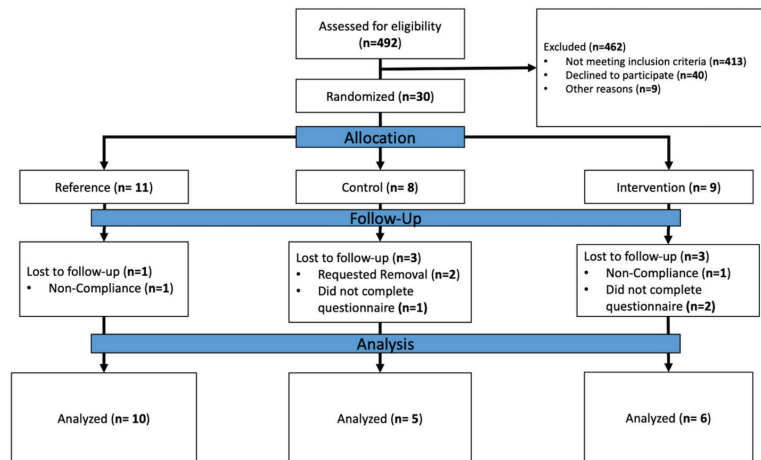 Assessed for eligibility
(n=492)
Excluded (n=462)
• Not meeting inclusion criteria (n=413)
• Declined to participate (n=40)
• Other reasons (n=9)
Randomized (n=30)
Allocation
Reference (n= 11)
Control (n= 8)
Intervention (n= 9)
Follow-Up
Lost to follow-up (n=1)
• Non-Compliance (n=1)
Lost to follow-up (n=3)
• Requested Removal (n=2)
• Did not complete
questionnaire (n=1)
Lost to follow-up (n=3)
• Non-Compliance (n=1)
• Did not complete
questionnaire (n=2)
Analysis
Analyzed (n= 10)
Analyzed (n= 5)
Analyzed (n= 6)